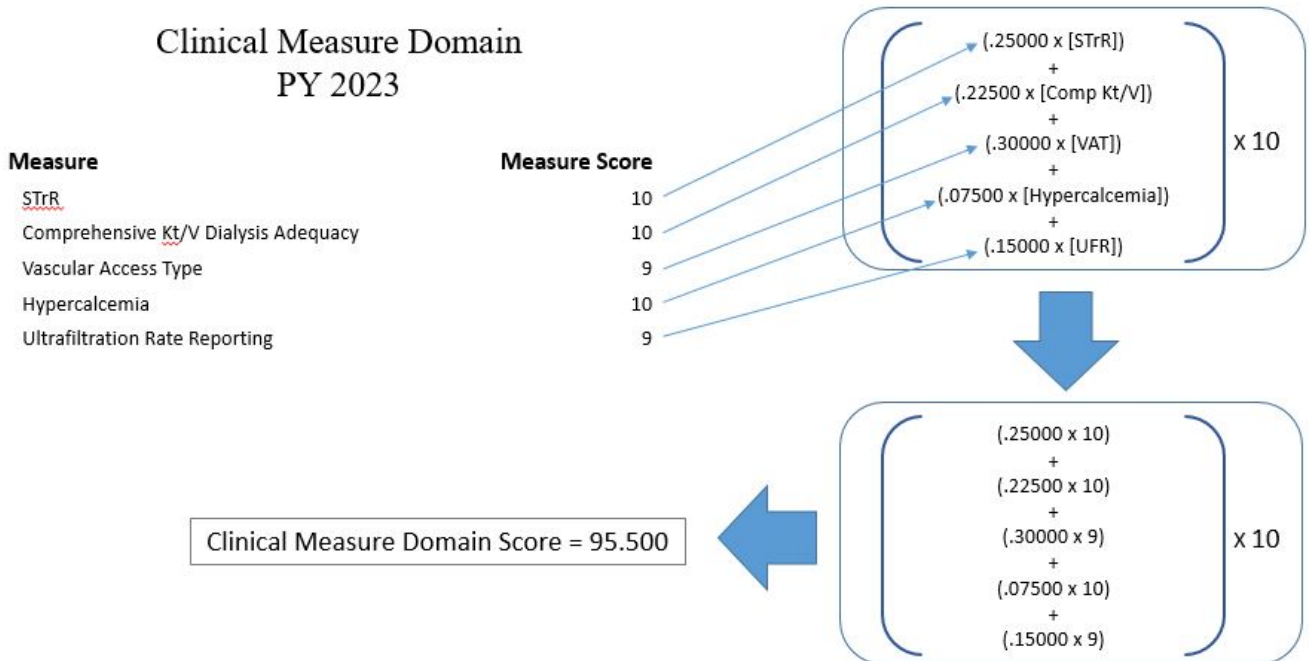 Clinical Measure Domain
PY 2023
Measure
Measure Score
STrR
10
Comprehensive Kt/V Dialysis Adequacy
10
Vascular Access Type
9
Hypercalcemia
10
Ultrafiltration Rate Reporting
9
(.25000 x [STrR])
+
(.22500 x [Comp Kt/V])
+
(.30000 x [VAT])
+
(.07500 x [Hypercalcemia])
+
(.15000 x [UFR])
x 10
(.25000 x 10)
+
(.22500 x 10)
+
(.30000 x 9)
+
(.07500 x 10)
+
(.15000 x 9)
x 10
Clinical Measure Domain Score = 95.500